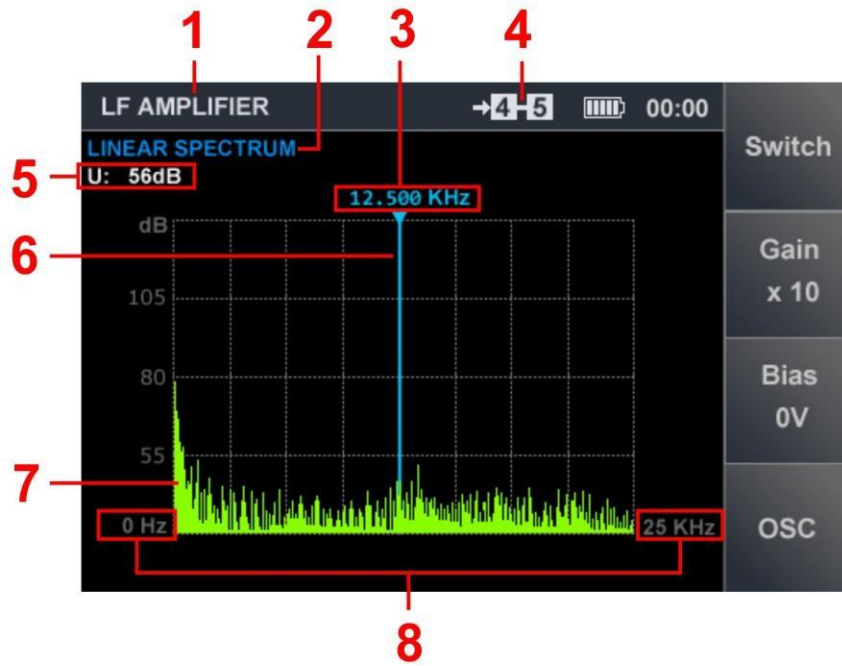 1 2 3 4
LF AMPLIFIER →4-5 00:00
Switch
LINEAR SPECTRUM
5 U: 56dB
12.500 KHz
dB
6
Gain
x 10
105
80
Bias
0V
55
7
0 Hz 25 KHz
OSC
8